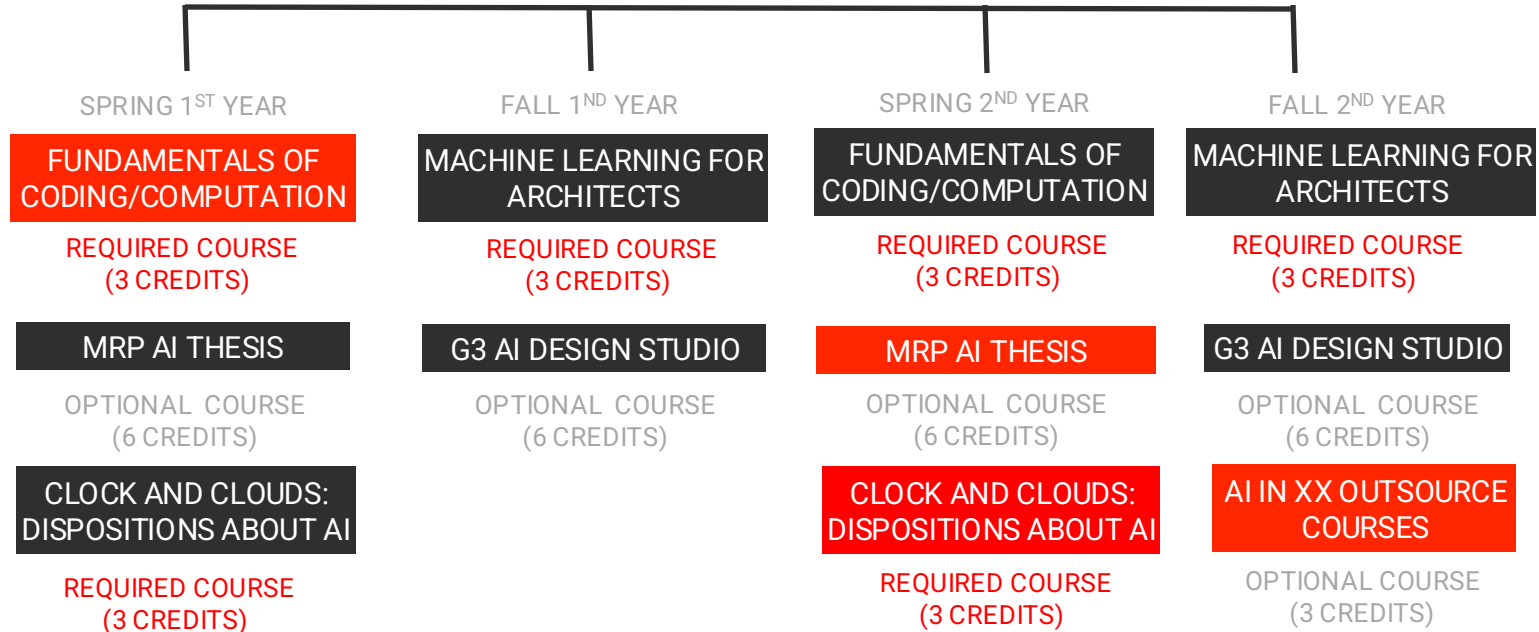 SPRING 1ST YEAR
FUNDAMENTALS OF
CODING/COMPUTATION
REQUIRED COURSE
(3 CREDITS)
MRP AI THESIS
OPTIONAL COURSE
(6 CREDITS)
CLOCK AND CLOUDS:
DISPOSITIONS ABOUT AI
REQUIRED COURSE
(3 CREDITS)
FALL 1ND YEAR
MACHINE LEARNING FOR
ARCHITECTS
REQUIRED COURSE
(3 CREDITS)
G3 AI DESIGN STUDIO
OPTIONAL COURSE
(6 CREDITS)
SPRING 2ND YEAR
FUNDAMENTALS OF
CODING/COMPUTATION
REQUIRED COURSE
(3 CREDITS)
MRP AI THESIS
OPTIONAL COURSE
(6 CREDITS)
CLOCK AND CLOUDS:
DISPOSITIONS ABOUT AI
REQUIRED COURSE
(3 CREDITS)
FALL 2ND YEAR
MACHINE LEARNING FOR
ARCHITECTS
REQUIRED COURSE
(3 CREDITS)
G3 AI DESIGN STUDIO
OPTIONAL COURSE
(6 CREDITS)
AI IN XX OUTSOURCE
COURSES
OPTIONAL COURSE
(3 CREDITS)